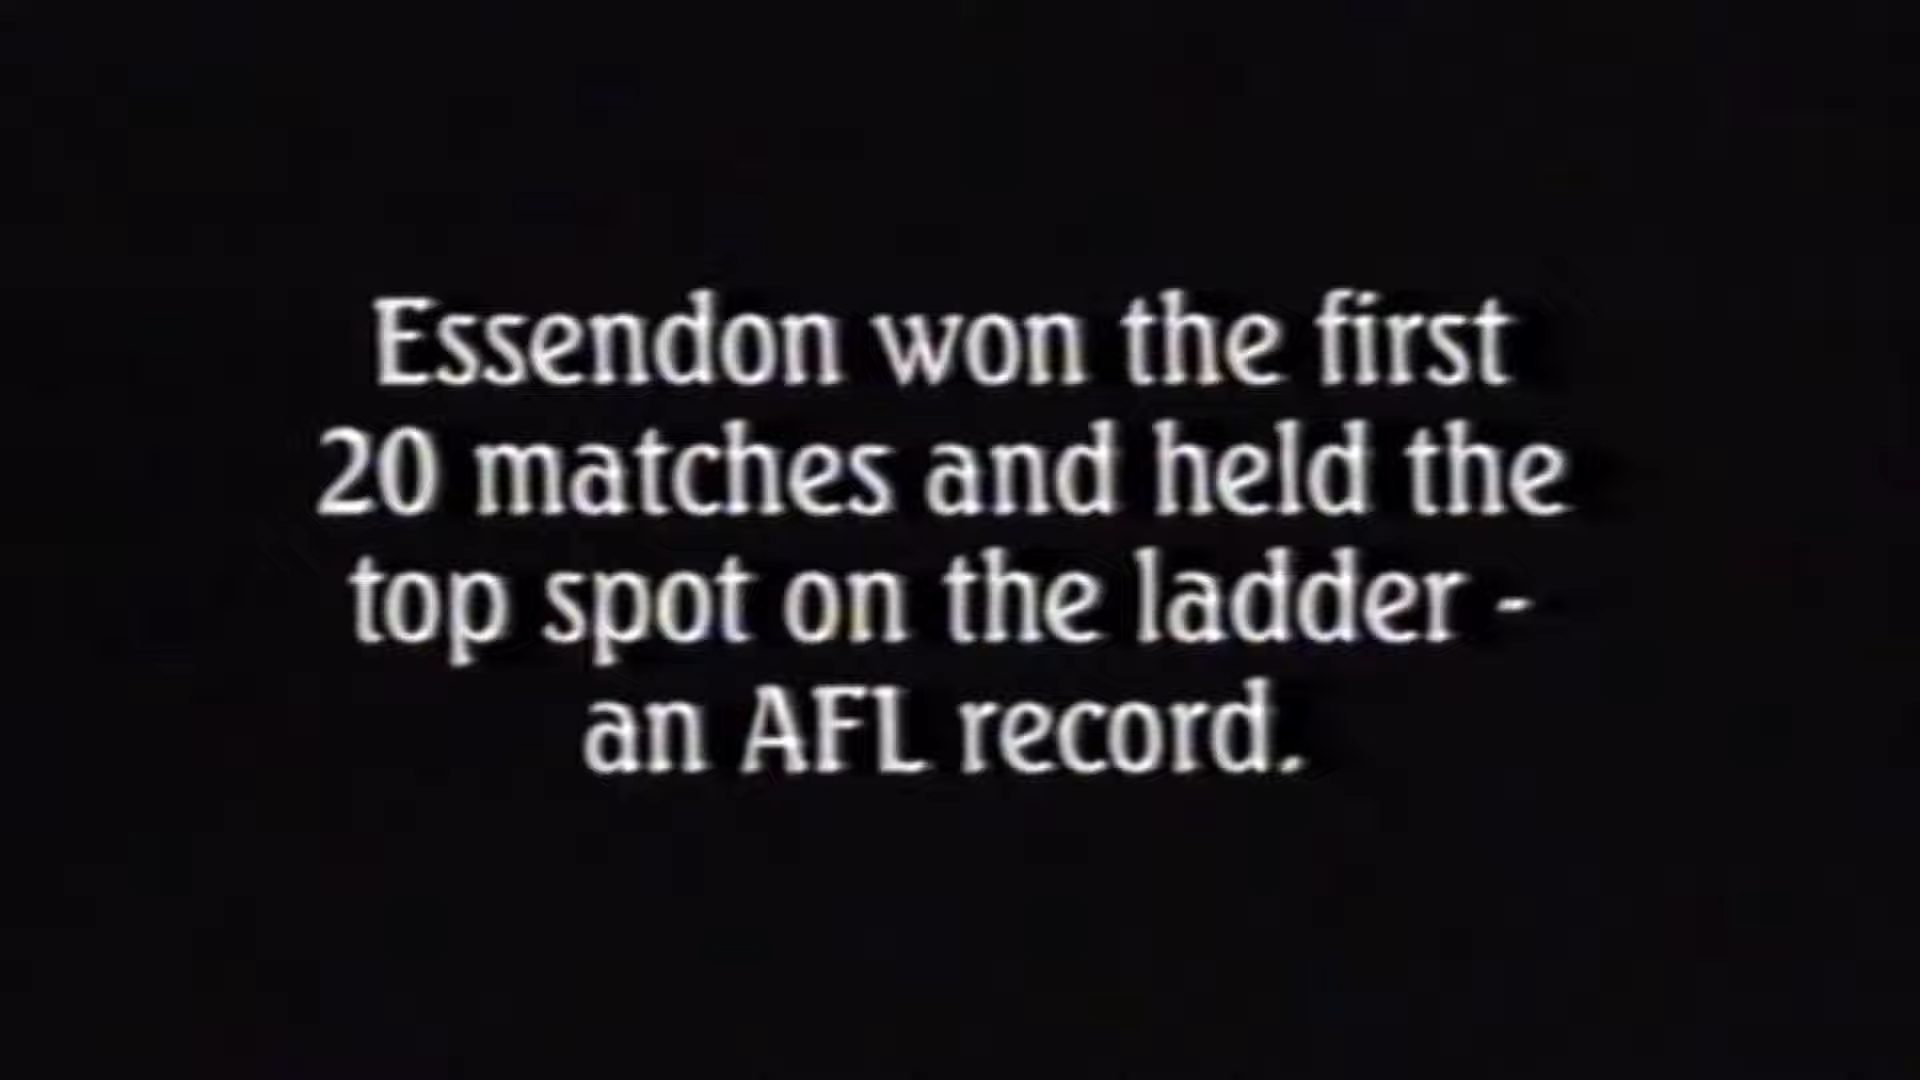 Essendon won the first
20 matches and held the
top spot on the ladder -
an AFL record.